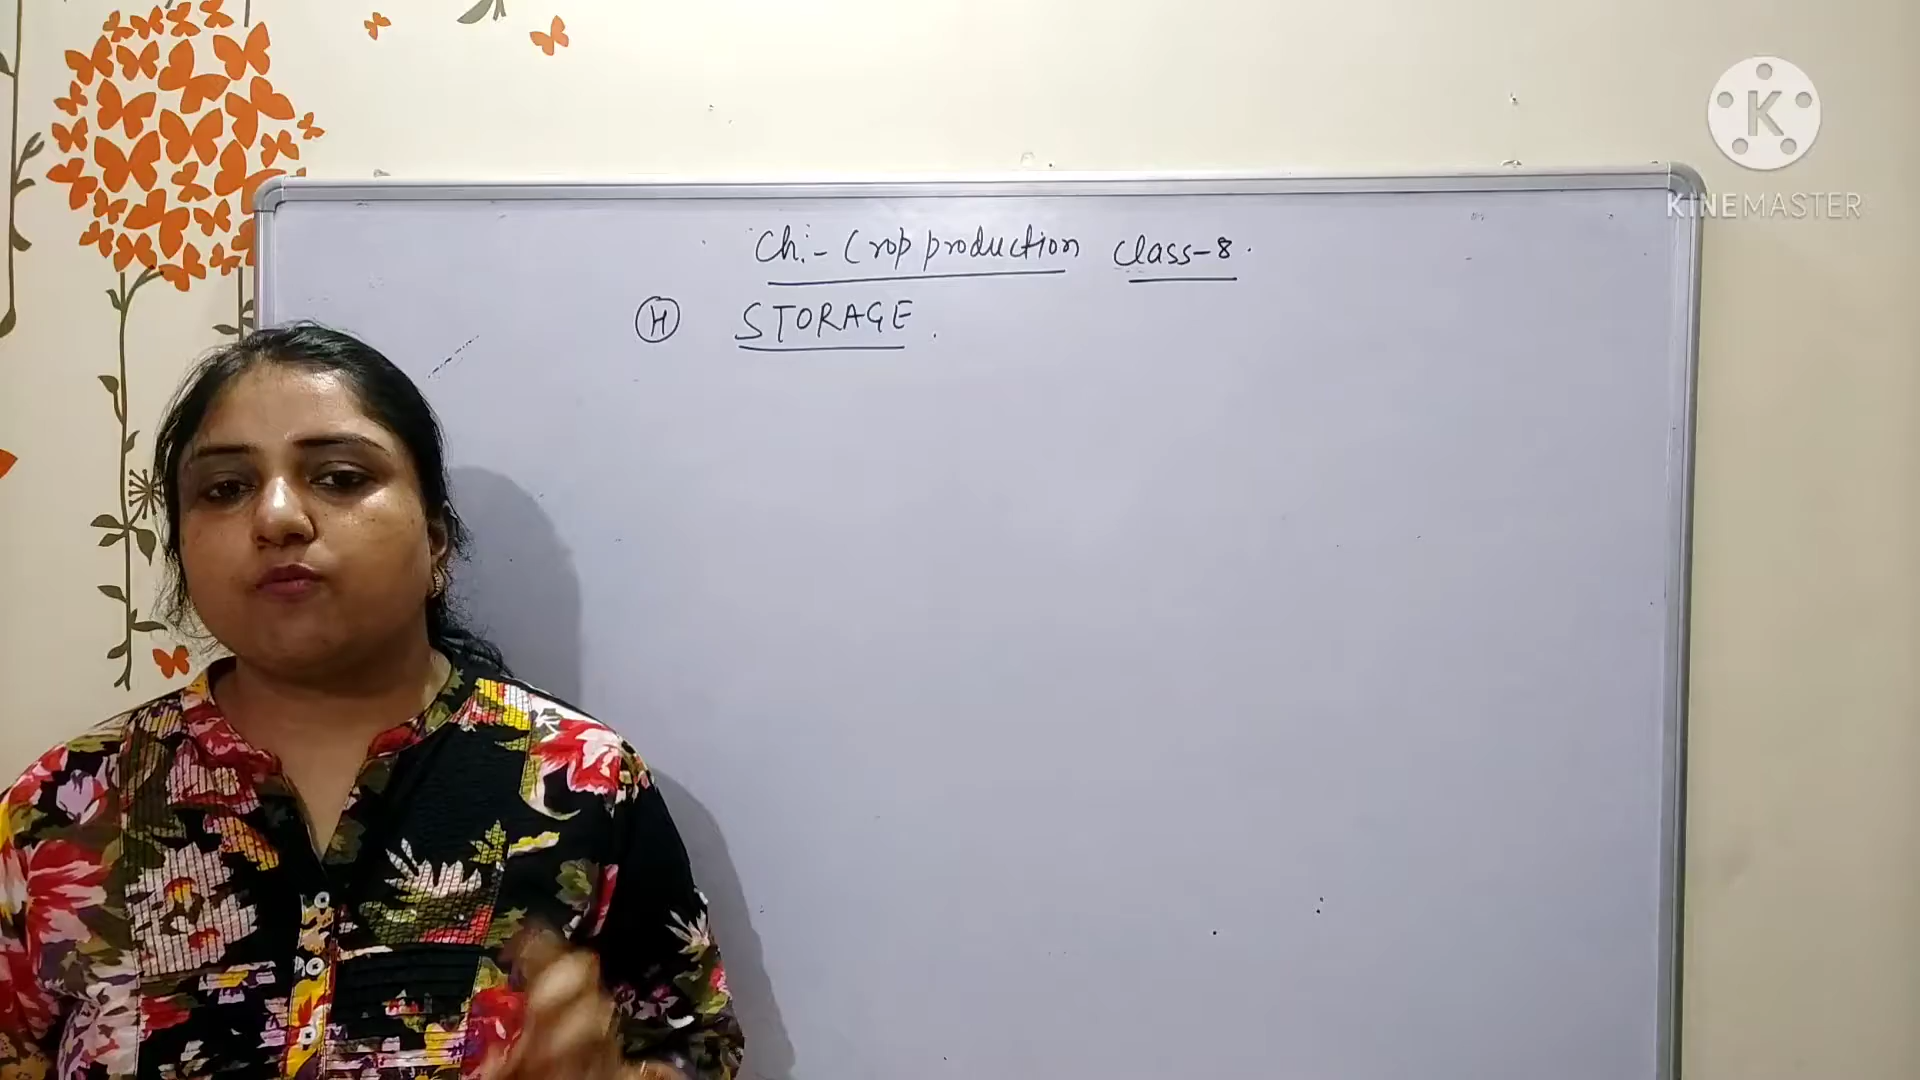 Ch:- Crop production Class-8.
(H) STORAGE.
K
KINEMASTER